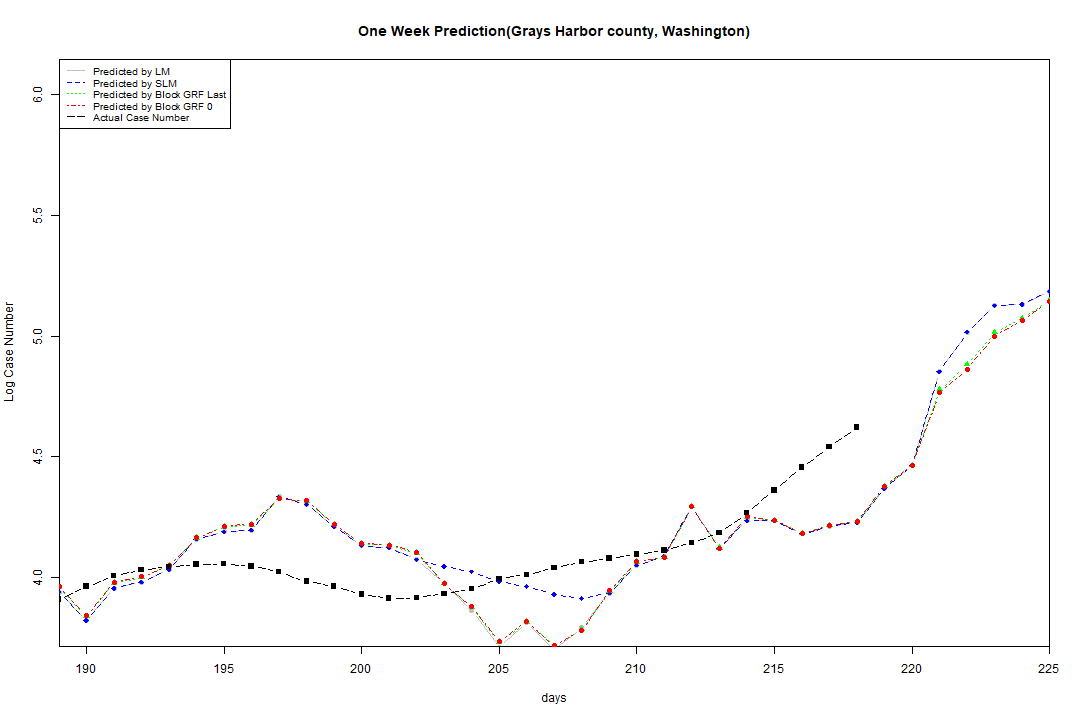 One Week Prediction(Grays Harbor county, Washington)
Predicted by LM
Predicted by SLM
Predicted by Block GRF Last
Predicted by Block GRF 0
Actual Case Number
Log Case Number
6.0
5.5
5.0
4.5
4.0
190 195 200 205 210 215 220 225
days